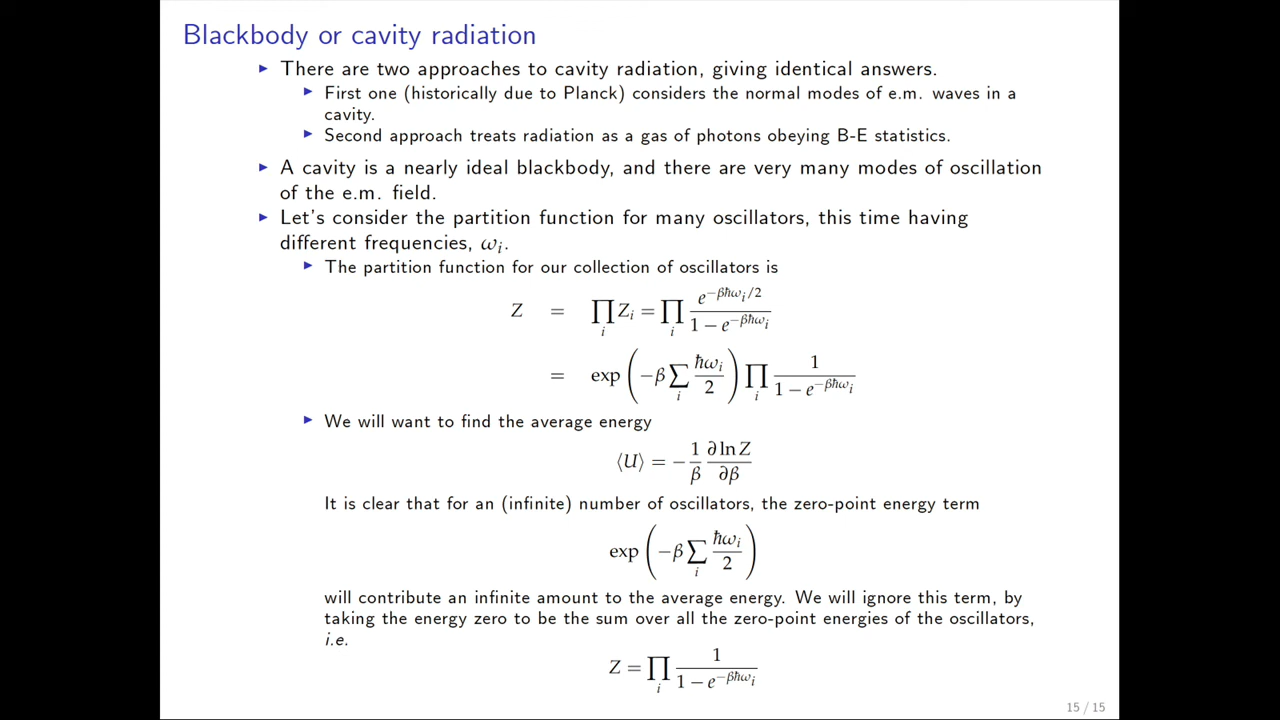 Blackbody or cavity radiation
▶ There are two approaches to cavity radiation, giving identical answers.
▶ First one (historically due to Planck) considers the normal modes of e.m. waves in a
cavity.
▶ Second approach treats radiation as a gas of photons obeying B-E statistics.
▶ A cavity is a nearly ideal blackbody, and there are very many modes of oscillation
of the e.m. field.
▶ Let's consider the partition function for many oscillators, this time having
different frequencies, ω_i.
▶ The partition function for our collection of oscillators is
Z = ∏_i Z_i = ∏_i e^{−βħω_i/2} / (1 − e^{−βħω_i})
= exp(−β ∑_i ħω_i/2) ∏_i 1 / (1 − e^{−βħω_i})
▶ We will want to find the average energy
⟨U⟩ = −(1/β) ∂ ln Z / ∂β
It is clear that for an (infinite) number of oscillators, the zero-point energy term
exp(−β ∑_i ħω_i/2)
will contribute an infinite amount to the average energy. We will ignore this term, by
taking the energy zero to be the sum over all the zero-point energies of the oscillators,
i.e.
Z = ∏_i 1 / (1 − e^{−βħω_i})
15 / 15